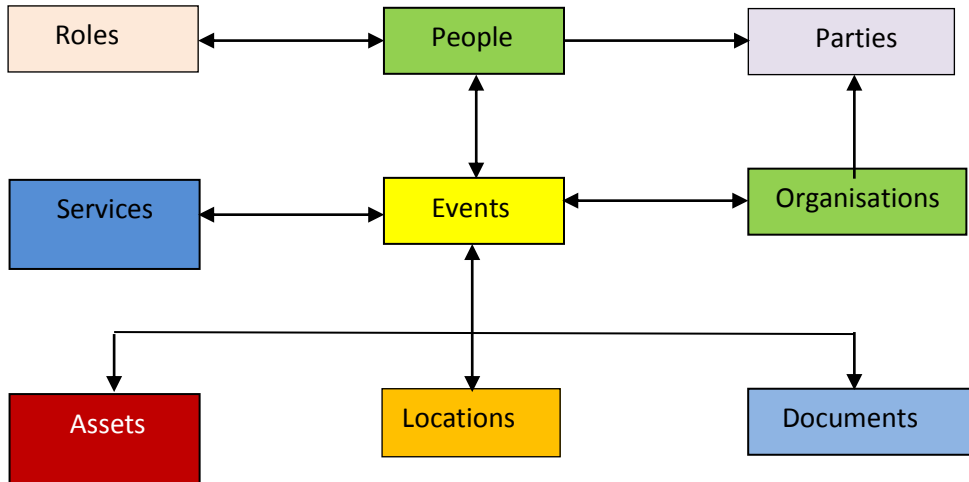 Roles
People
Parties
Services
Events
Organisations
Assets
Locations
Documents